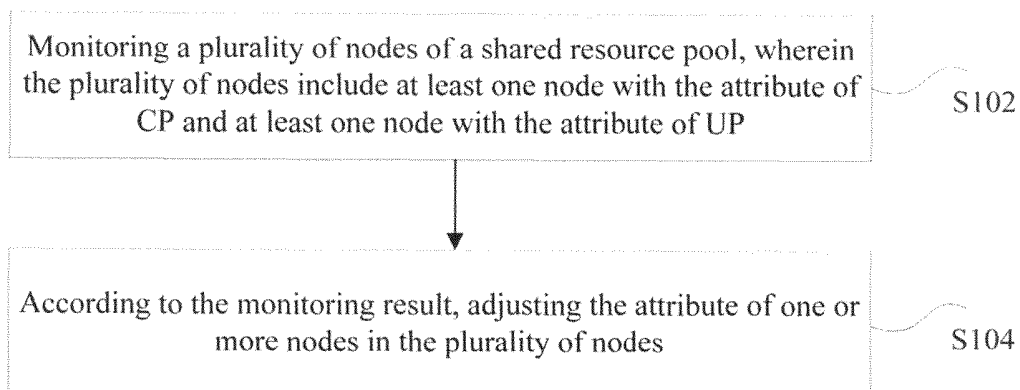 Monitoring a plurality of nodes of a shared resource pool, wherein
the plurality of nodes include at least one node with the attribute of
CP and at least one node with the attribute of UP
S102
According to the monitoring result, adjusting the attribute of one or
more nodes in the plurality of nodes
S104